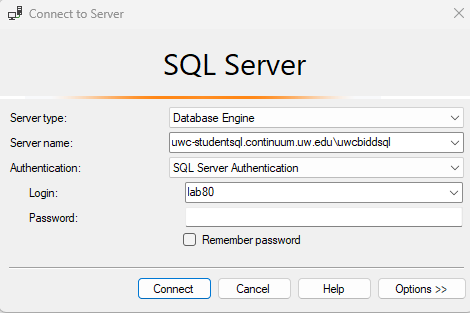 Connect to Server
SQL Server
Server type: Database Engine
Server name: uwc-studentsql.continuum.uw.edu\uwcbiddsql
Authentication: SQL Server Authentication
Login: lab80
Password:
Remember password
Connect Cancel Help Options >>